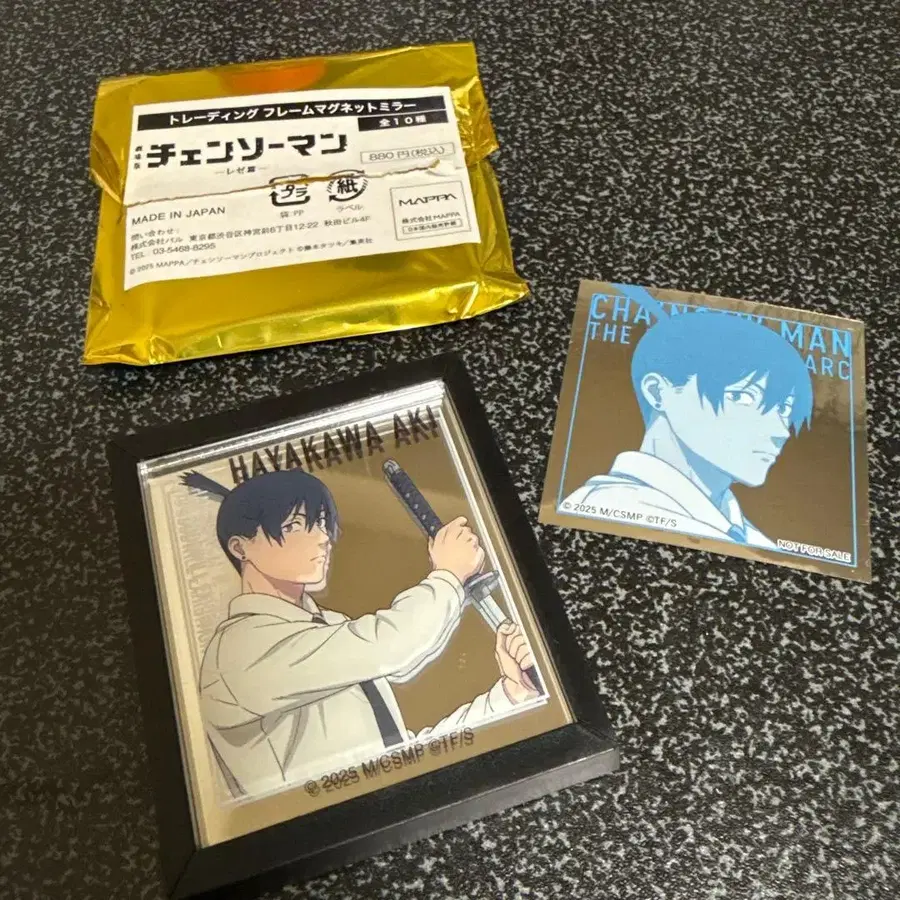 トレーディング フレームマグネットミラー
全10種
劇場版 チェンソーマン
―レゼ篇―
880円(税込)
MADE IN JAPAN
プラ
袋:PP
紙
ラベル
MAPPA
株式会社MAPPA
日本国内販売許諾
問い合わせ:
株式会社パル 東京都渋谷区神宮前6丁目12-22 秋田ビル4F
TEL: 03-5468-8295
© 2025 MAPPA/チェンソーマンプロジェクト ©藤本タツキ/集英社
CHAINSAW MAN
THE
ARC
© 2025 M/CSMP ©TF/S
NOT FOR SALE
HAYAKAWA AKI
© 2025 M/CSMP ©TF/S